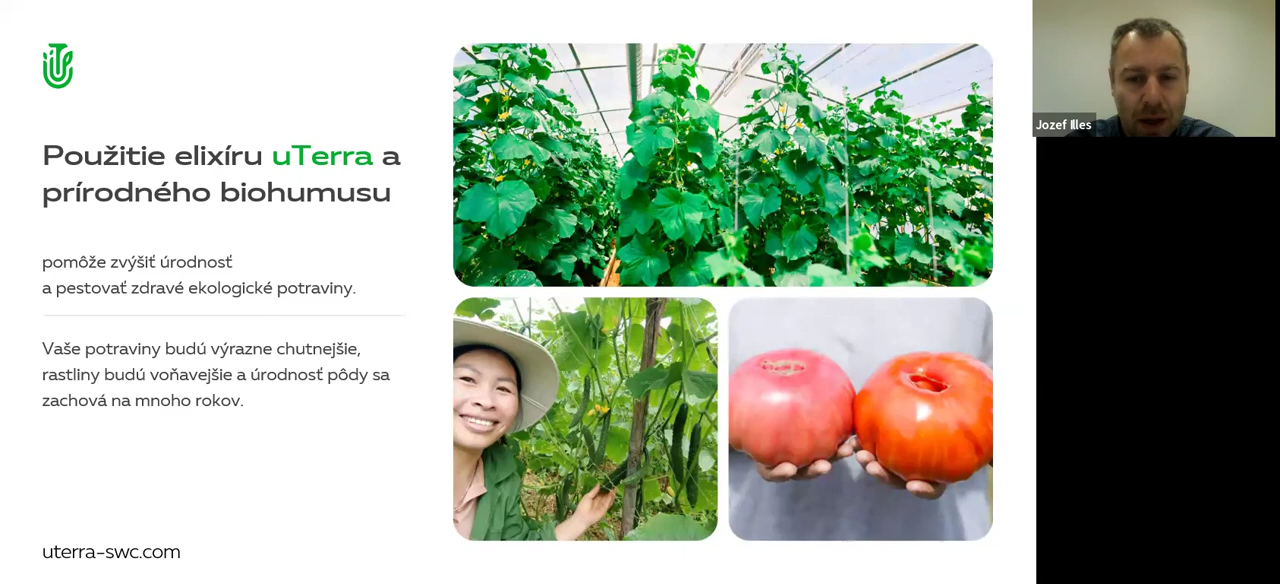 Použitie elixíru uTerra a
prírodného biohumusu
pomôže zvýšiť úrodnosť
a pestovať zdravé ekologické potraviny.
Vaše potraviny budú výrazne chutnejšie,
rastliny budú voňavejšie a úrodnosť pôdy sa
zachová na mnoho rokov.
uterra-swc.com
Jozef Illes